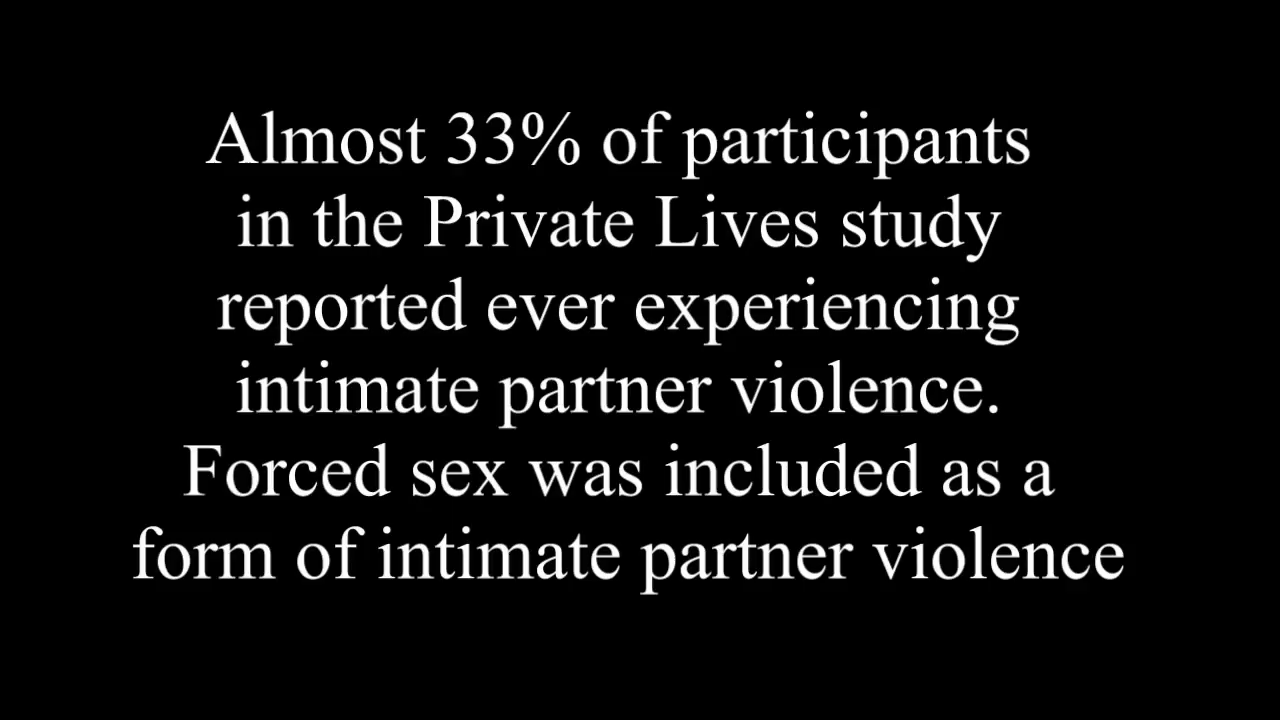 Almost 33% of participants
in the Private Lives study
reported ever experiencing
intimate partner violence.
Forced sex was included as a
form of intimate partner violence